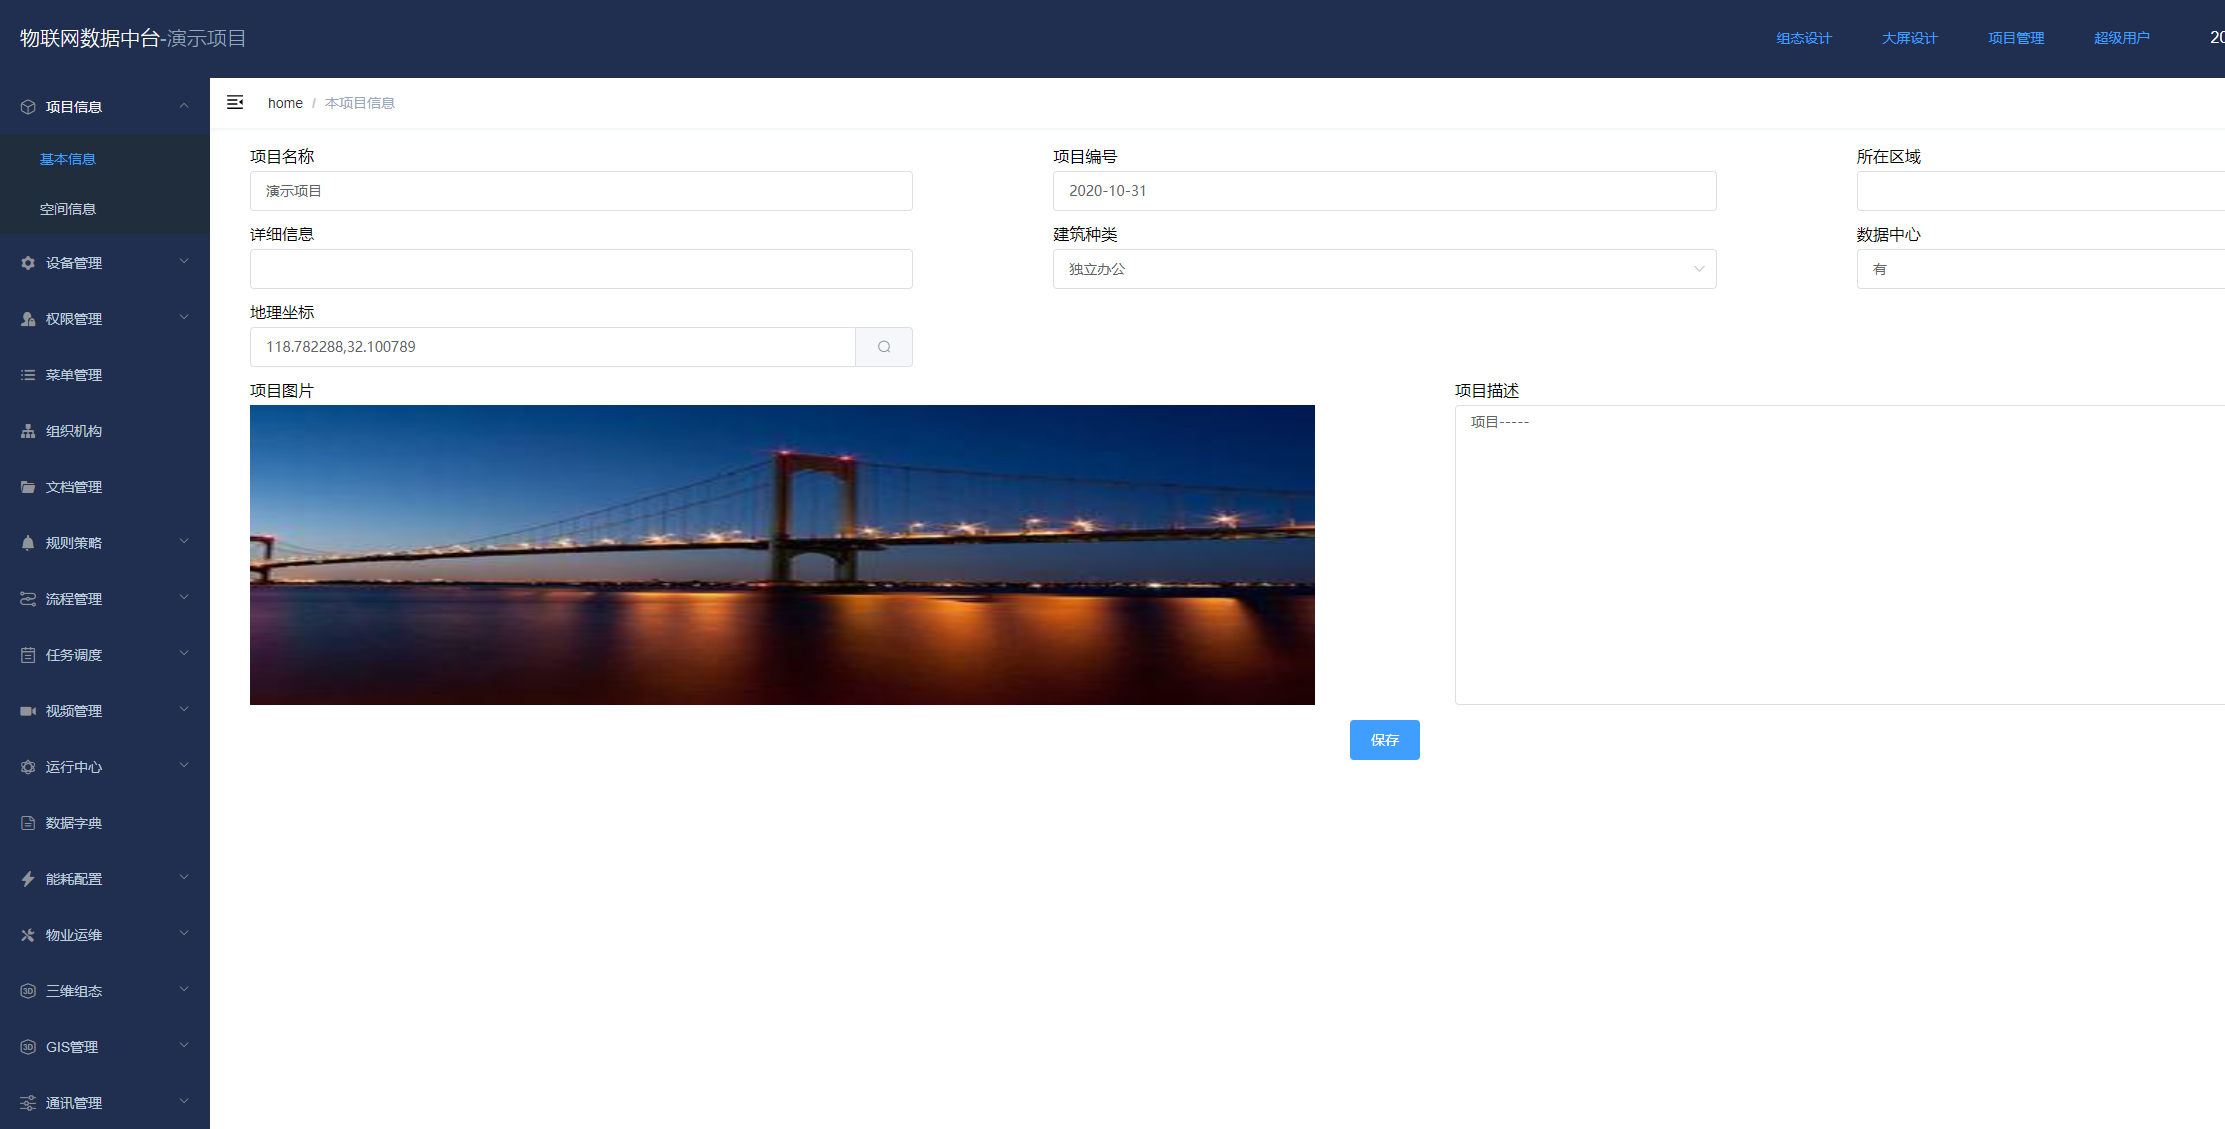 物联网数据中台-演示项目
组态设计 大屏设计 项目管理 超级用户 20
项目信息
基本信息
空间信息
设备管理
权限管理
菜单管理
组织机构
文档管理
规则策略
流程管理
任务调度
视频管理
运行中心
数据字典
能耗配置
物业运维
三维组态
GIS管理
通讯管理
home / 本项目信息
项目名称
演示项目
项目编号
2020-10-31
所在区域
详细信息
建筑种类
独立办公
数据中心
有
地理坐标
118.782288,32.100789
项目图片
项目描述
项目-----
保存